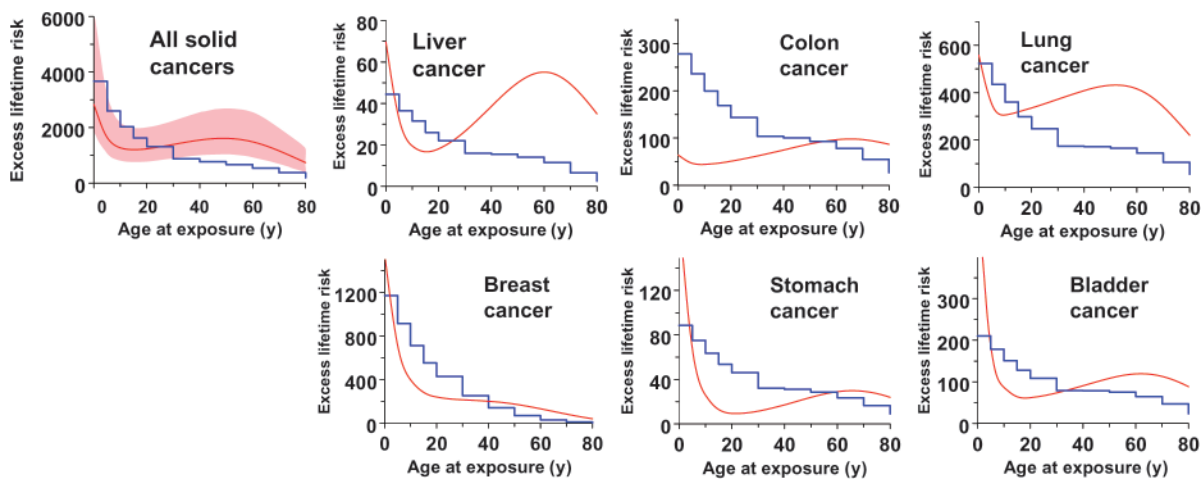 Excess lifetime risk
6000
4000
2000
0
All solid
cancers
0 20 40 60 80
Age at exposure (y)
Excess lifetime risk
80
60
40
20
0
Liver
cancer
0 20 40 60 80
Age at exposure (y)
Excess lifetime risk
300
200
100
0
Colon
cancer
0 20 40 60 80
Age at exposure (y)
Excess lifetime risk
600
400
200
0
Lung
cancer
0 20 40 60 80
Age at exposure (y)
Excess lifetime risk
1200
800
400
0
Breast
cancer
0 20 40 60 80
Age at exposure (y)
Excess lifetime risk
120
80
40
0
Stomach
cancer
0 20 40 60 80
Age at exposure (y)
Excess lifetime risk
300
200
100
0
Bladder
cancer
0 20 40 60 80
Age at exposure (y)